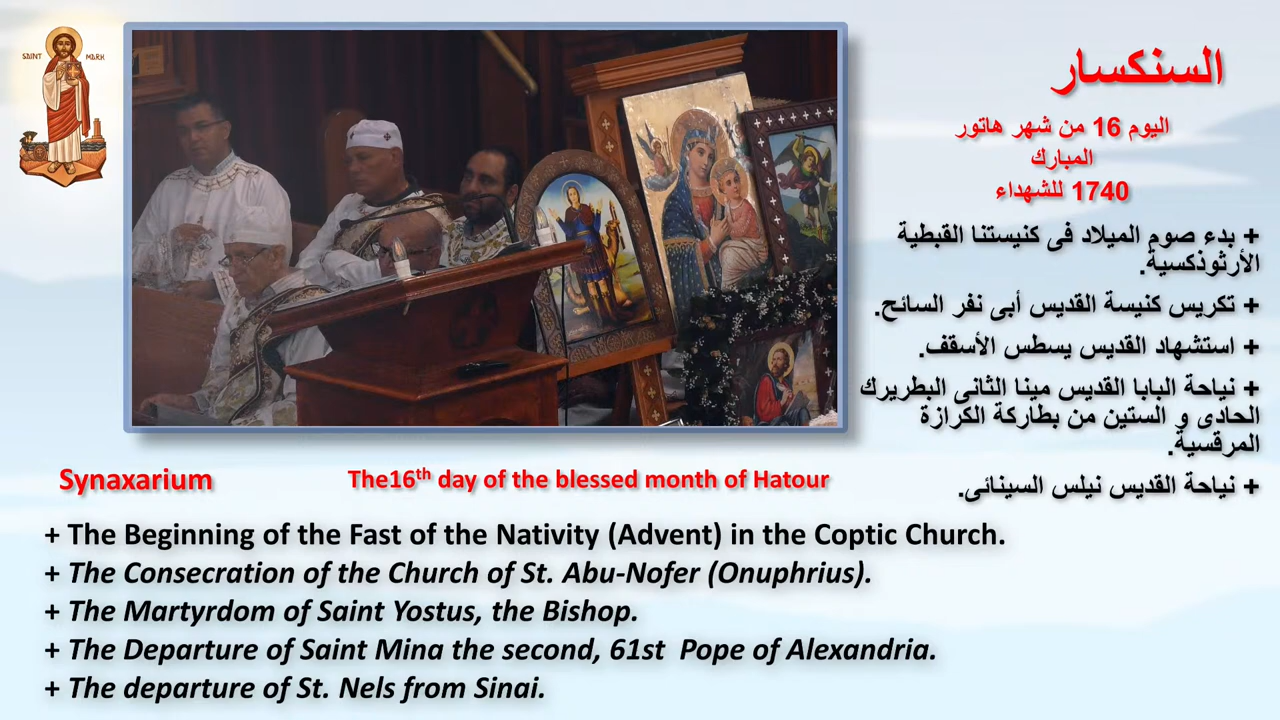 SAINT MARK
السنكسار
اليوم 16 من شهر هاتور
المبارك
1740 للشهداء
+ بدء صوم الميلاد فى كنيستنا القبطية
الأرثوذكسية.
+ تكريس كنيسة القديس أبى نفر السائح.
+ استشهاد القديس يسطس الأسقف.
+ نياحة البابا القديس مينا الثانى البطريرك
الحادى و الستين من بطاركة الكرازة
المرقسية.
+ نياحة القديس نيلس السينائى.
Synaxarium
The16th day of the blessed month of Hatour
+ The Beginning of the Fast of the Nativity (Advent) in the Coptic Church.
+ The Consecration of the Church of St. Abu-Nofer (Onuphrius).
+ The Martyrdom of Saint Yostus, the Bishop.
+ The Departure of Saint Mina the second, 61st  Pope of Alexandria.
+ The departure of St. Nels from Sinai.